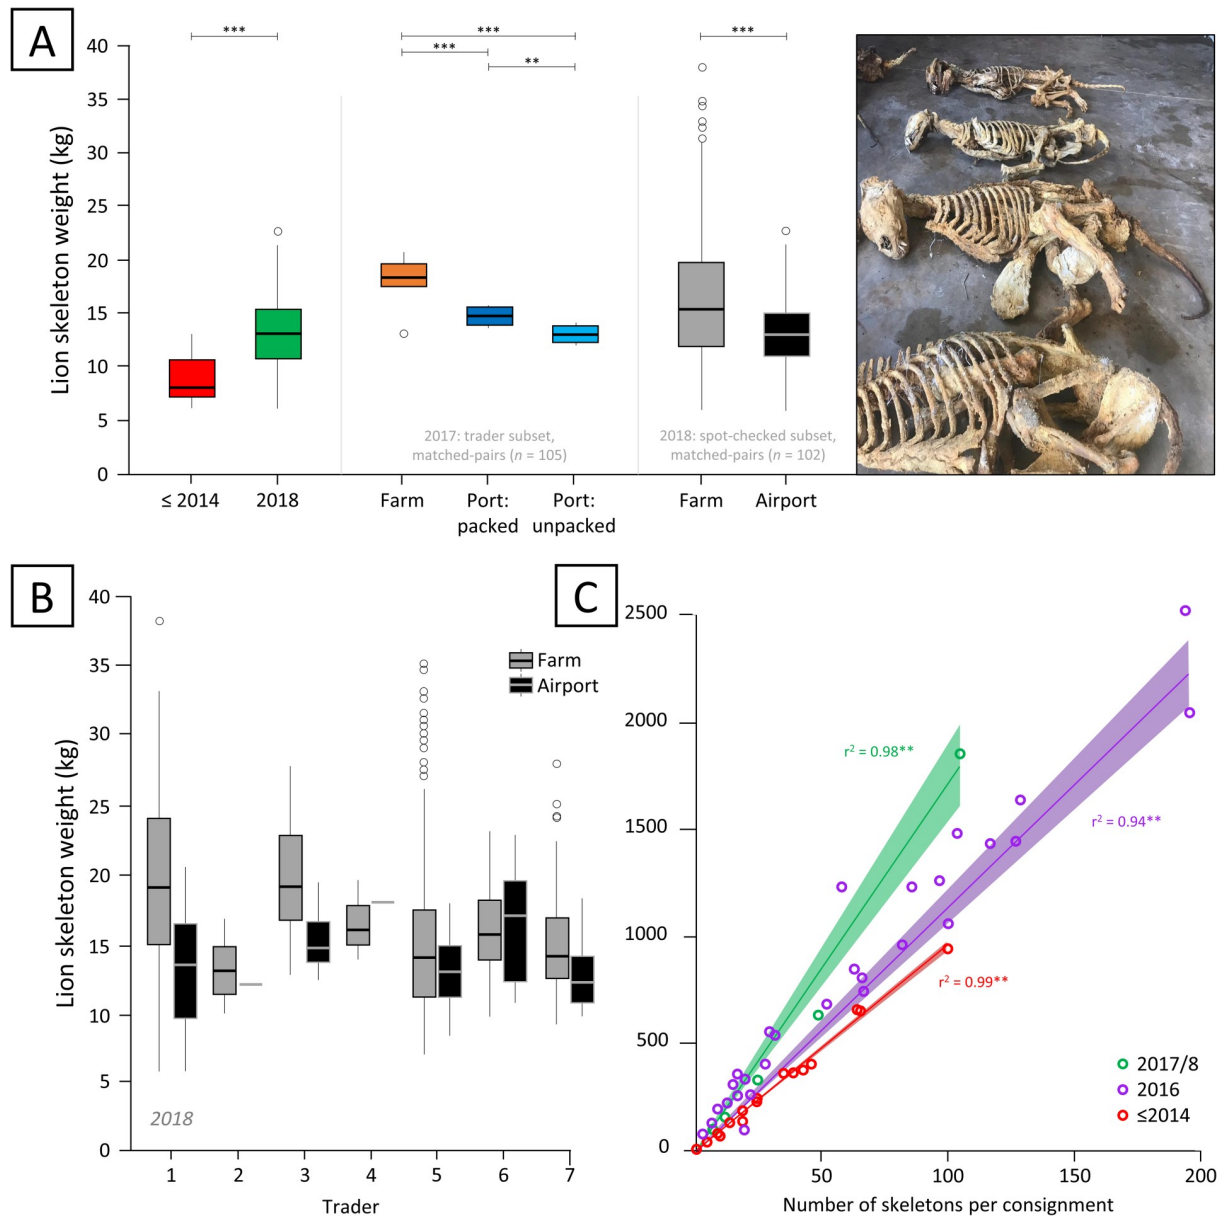 A
Lion skeleton weight (kg)
40
35
30
25
20
15
10
5
0
***
***
***
**
***
2017: trader subset,
matched-pairs (n = 105)
2018: spot-checked subset,
matched-pairs (n = 102)
≤ 2014
2018
Farm
Port:
packed
Port:
unpacked
Farm
Airport
B
Lion skeleton weight (kg)
40
35
30
25
20
15
10
5
0
Farm
Airport
2018
1
2
3
4
5
6
7
Trader
C
2500
2000
1500
1000
500
0
r² = 0.98**
r² = 0.94**
r² = 0.99**
2017/8
2016
≤2014
50
100
150
200
Number of skeletons per consignment